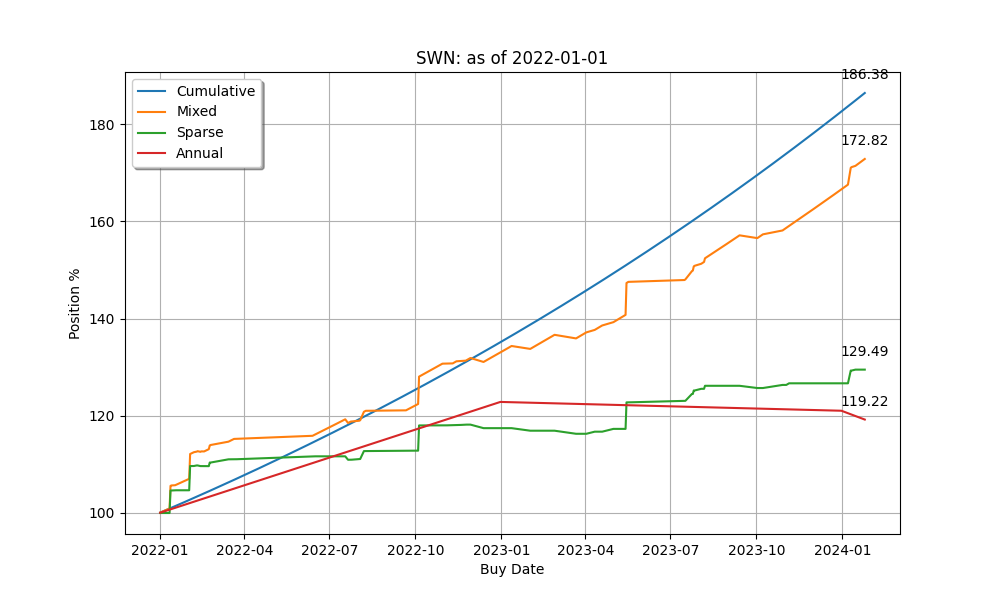 SWN: as of 2022-01-01
186.38
Cumulative
Mixed
Sparse
Annual
172.82
129.49
119.22
180
160
140
120
100
Position %
2022-01 2022-04 2022-07 2022-10 2023-01 2023-04 2023-07 2023-10 2024-01
Buy Date